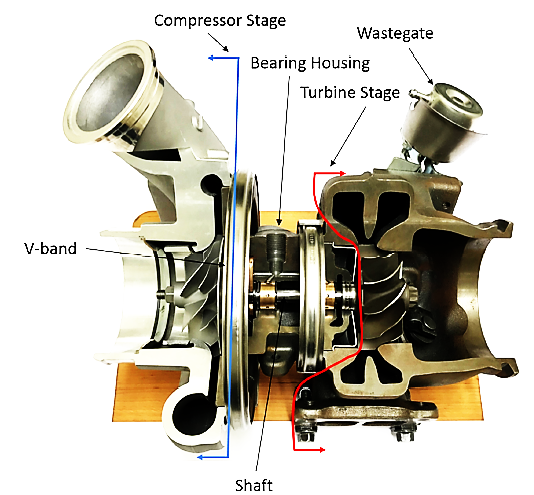 Compressor Stage
Wastegate
Bearing Housing
Turbine Stage
V-band
Shaft